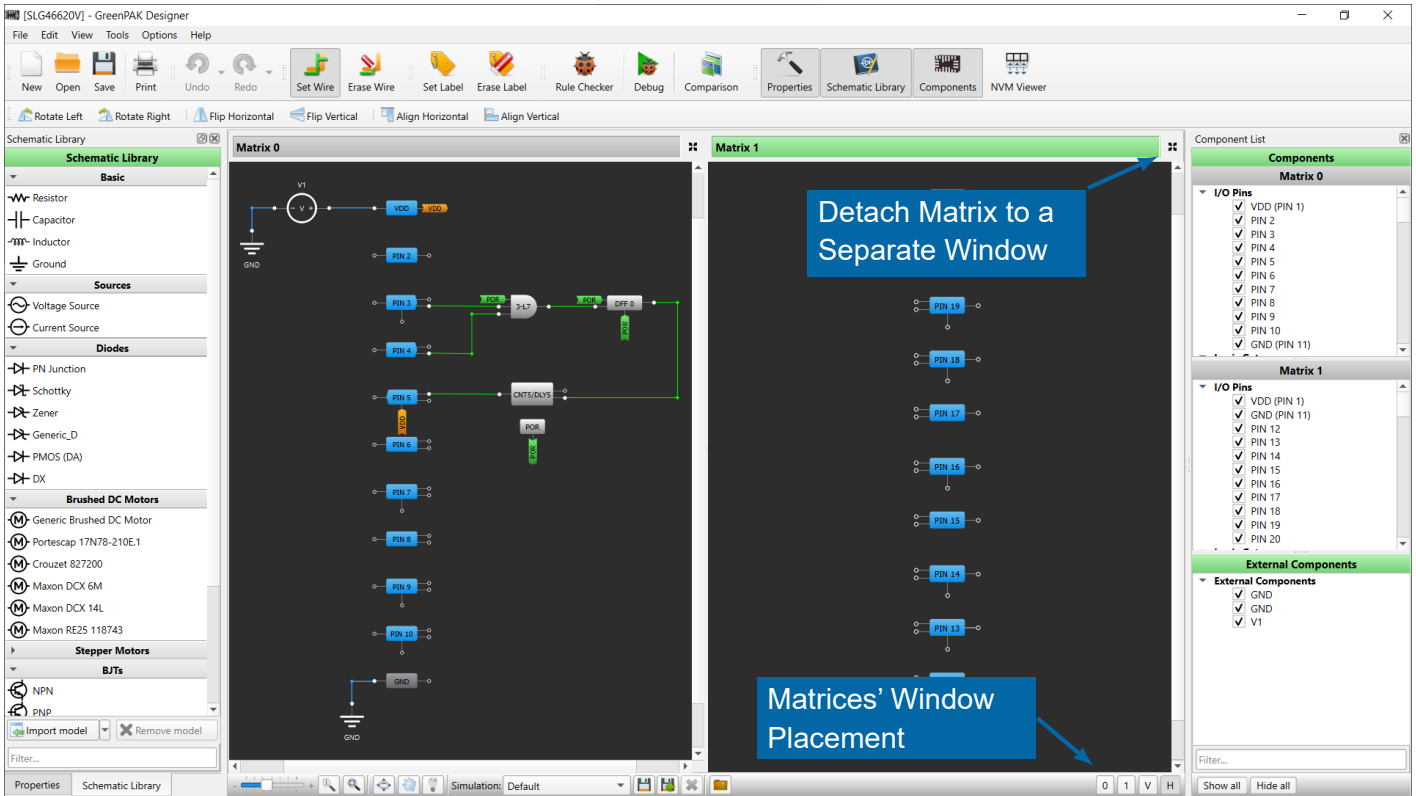 [SLG46620V] - GreenPAK Designer
File Edit View Tools Options Help
New Open Save Print Undo Redo Set Wire Erase Wire Set Label Erase Label Rule Checker Debug Comparison Properties Schematic Library Components NVM Viewer
Rotate Left Rotate Right Flip Horizontal Flip Vertical Align Horizontal Align Vertical
Schematic Library
Schematic Library
Basic
Resistor
Capacitor
Inductor
Ground
Sources
Voltage Source
Current Source
Diodes
PN Junction
Schottky
Zener
Generic_D
PMOS (DA)
DX
Brushed DC Motors
Generic Brushed DC Motor
Portescap 17N78-210E.1
Crouzet 827200
Maxon DCX 6M
Maxon DCX 14L
Maxon RE25 118743
Stepper Motors
BJTs
NPN
PNP
Import model Remove model
Filter...
Properties Schematic Library
Matrix 0
V1
- V +
VDD VDD
GND
PIN 2
PIN 3
POR
3-L7
POR
DFF 0
POR
PIN 4
PIN 5
CNT5/DLY5
VDD
POR
PIN 6
POR
PIN 7
PIN 8
PIN 9
PIN 10
GND
GND
- + Simulation: Default
Matrix 1
Detach Matrix to a
Separate Window
PIN 19
PIN 18
PIN 17
PIN 16
PIN 15
PIN 14
PIN 13
Matrices’ Window
Placement
0 1 V H
Component List
Components
Matrix 0
I/O Pins
VDD (PIN 1)
PIN 2
PIN 3
PIN 4
PIN 5
PIN 6
PIN 7
PIN 8
PIN 9
PIN 10
GND (PIN 11)
Matrix 1
I/O Pins
VDD (PIN 1)
GND (PIN 11)
PIN 12
PIN 13
PIN 14
PIN 15
PIN 16
PIN 17
PIN 18
PIN 19
PIN 20
External Components
External Components
GND
GND
V1
Filter...
Show all Hide all